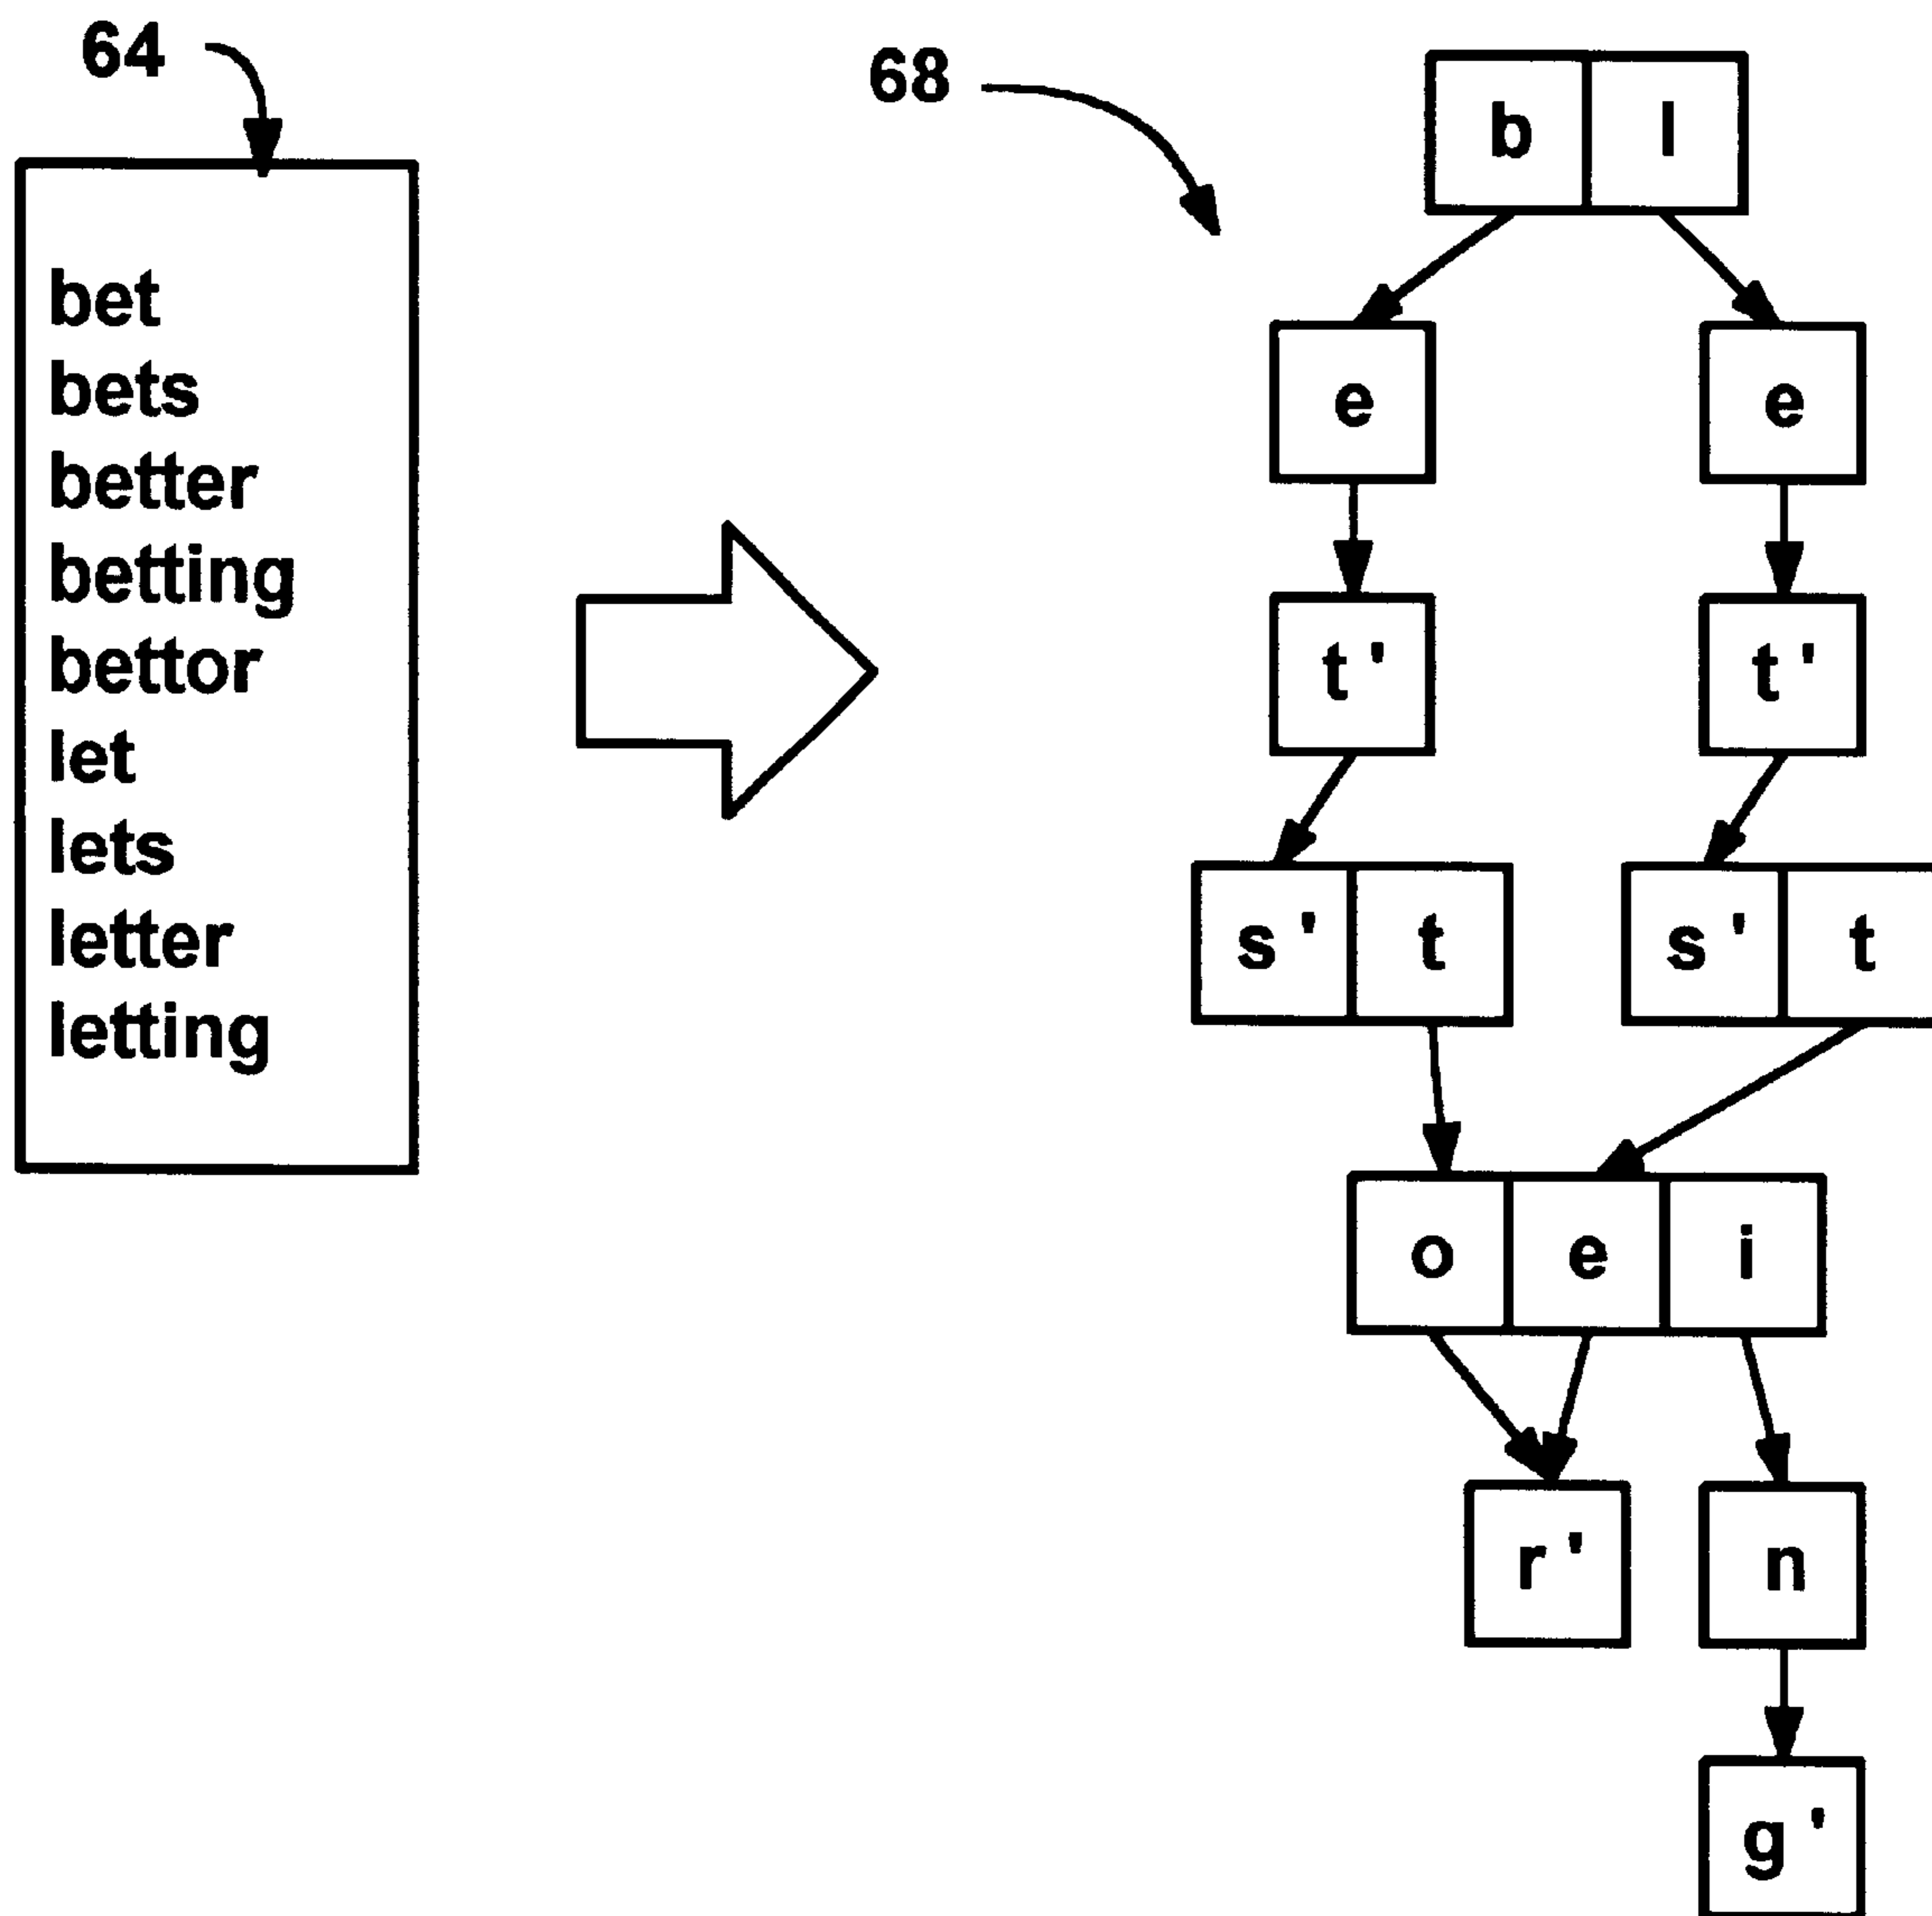 64
68
bet
bets
better
betting
bettor
let
lets
letter
letting
b l
e e
t' t'
s' t s' t
o e i
r' n
g'